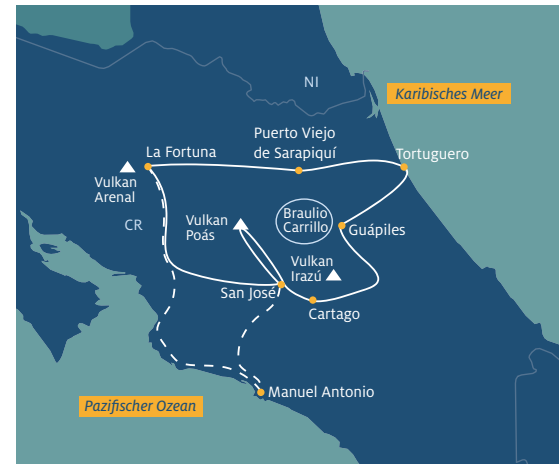 NI
Karibisches Meer
Puerto Viejo
de Sarapiquí
La Fortuna
Tortuguero
Vulkan
Arenal
CR
Vulkan
Poás
Braulio
Carrillo
Guápiles
Vulkan
Irazú
San José
Cartago
Manuel Antonio
Pazifischer Ozean